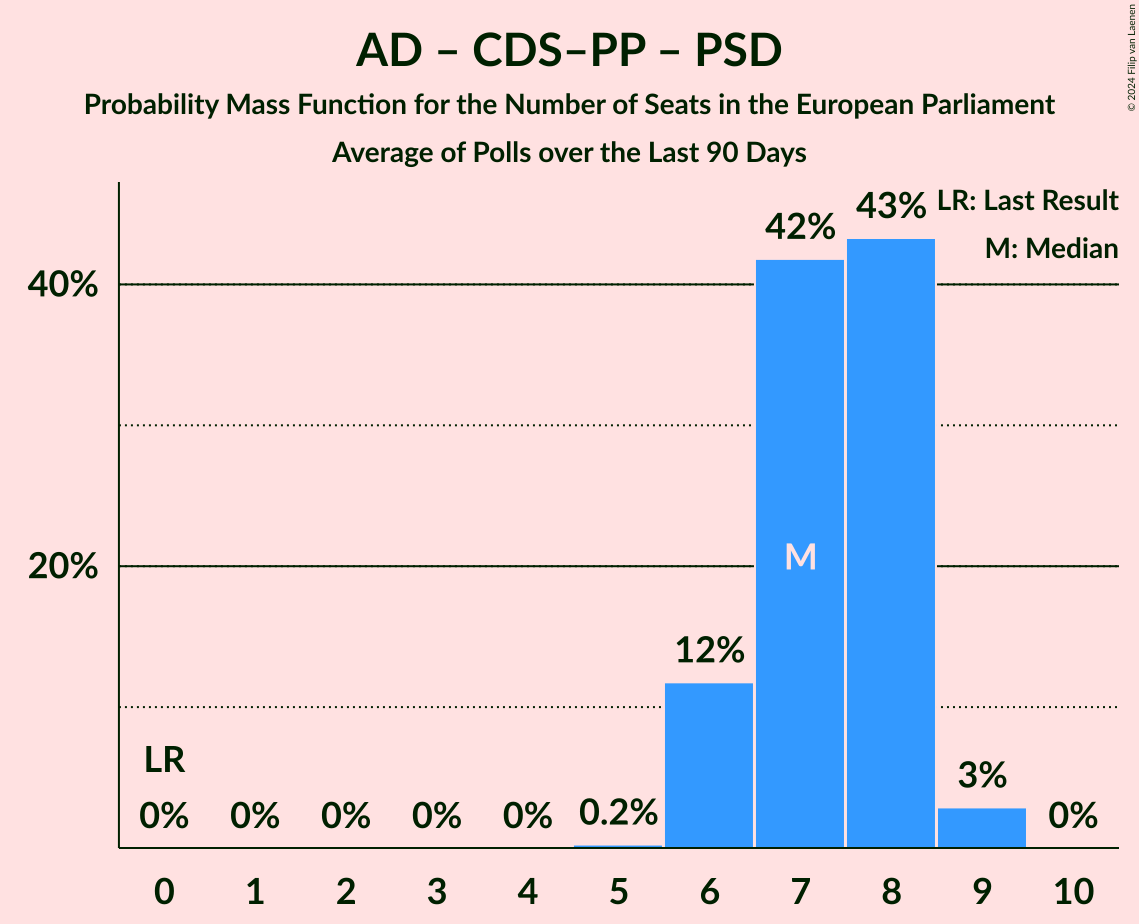 AD – CDS–PP – PSD
Probability Mass Function for the Number of Seats in the European Parliament
Average of Polls over the Last 90 Days
© 2024 Filip van Laenen
LR: Last Result
M: Median
40%
20%
LR
0%
0%
0%
0%
0%
0.2%
12%
42%
43%
3%
0%
M
0 1 2 3 4 5 6 7 8 9 10